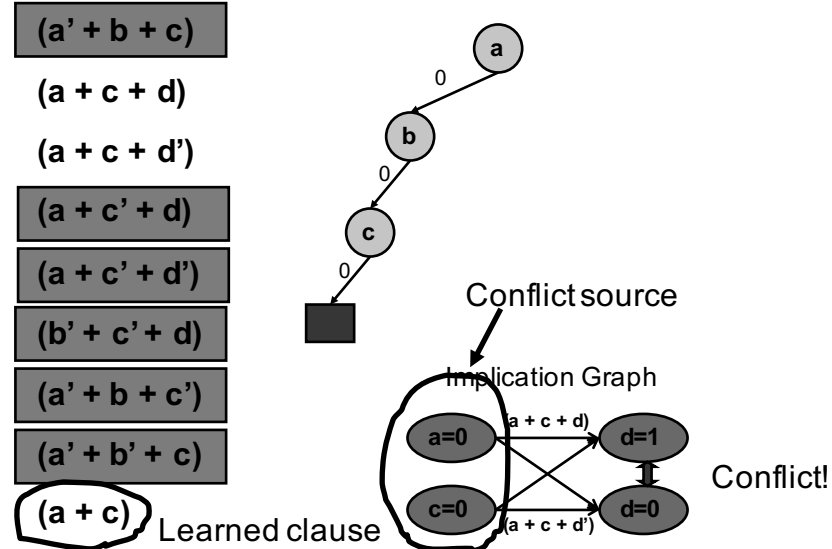 (a’ + b + c)
(a + c + d)
(a + c + d’)
(a + c’ + d)
(a + c’ + d’)
(b’ + c’ + d)
(a’ + b + c’)
(a’ + b’ + c)
(a + c)
Learned clause
a
0
b
0
c
0
Conflict source
Implication Graph
a=0
(a + c + d)
d=1
Conflict!
c=0
(a + c + d’)
d=0